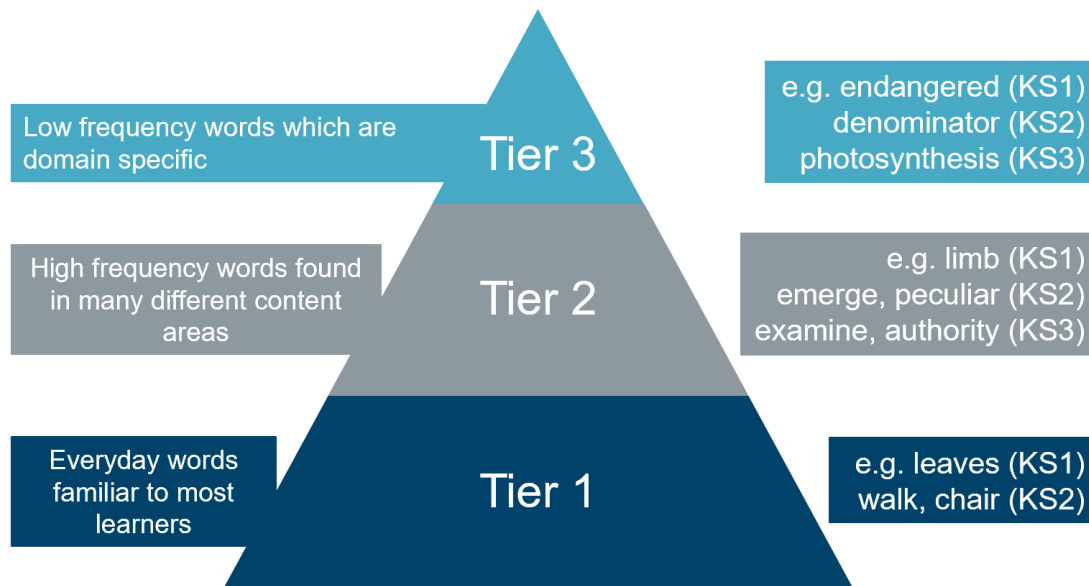 Low frequency words which are
domain specific
Tier 3
e.g. endangered (KS1)
denominator (KS2)
photosynthesis (KS3)
High frequency words found
in many different content
areas
Tier 2
e.g. limb (KS1)
emerge, peculiar (KS2)
examine, authority (KS3)
Everyday words
familiar to most
learners
Tier 1
e.g. leaves (KS1)
walk, chair (KS2)